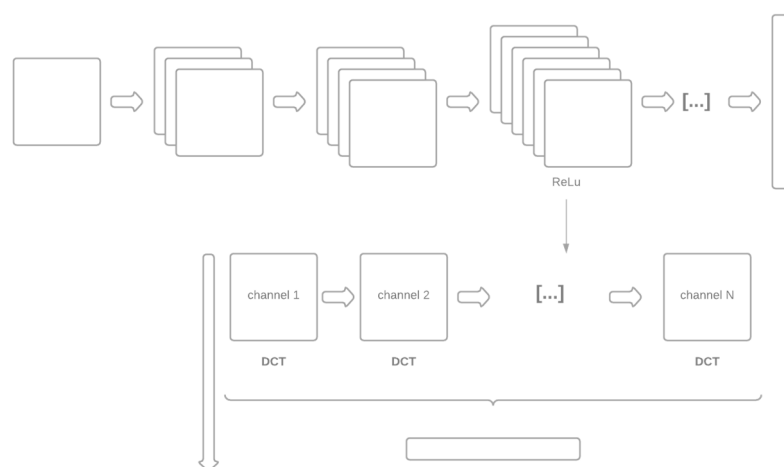 [...]
ReLu
channel 1
channel 2
[...]
channel N
DCT
DCT
DCT